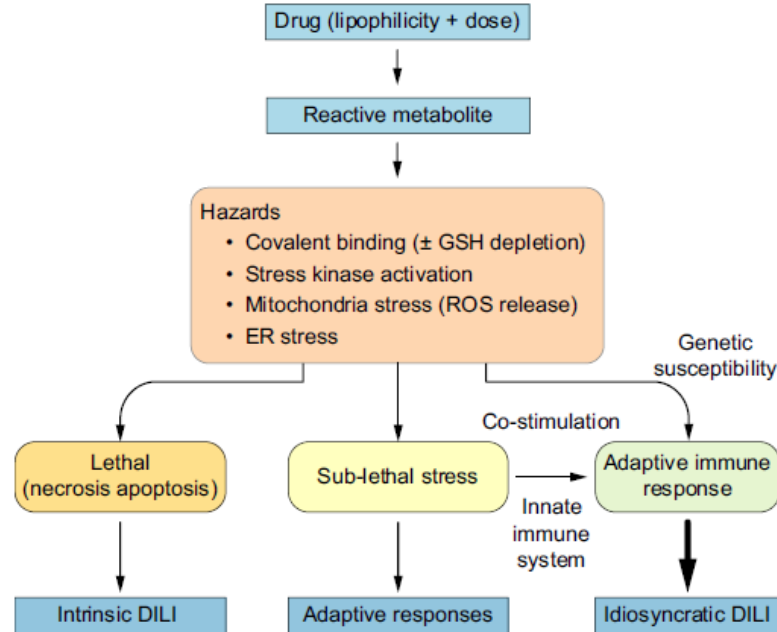 Drug (lipophilicity + dose)
Reactive metabolite
Hazards
• Covalent binding (± GSH depletion)
• Stress kinase activation
• Mitochondria stress (ROS release)
• ER stress
Genetic
susceptibility
Co-stimulation
Lethal
(necrosis apoptosis)
Sub-lethal stress
Adaptive immune
response
Innate
immune
system
Intrinsic DILI
Adaptive responses
Idiosyncratic DILI